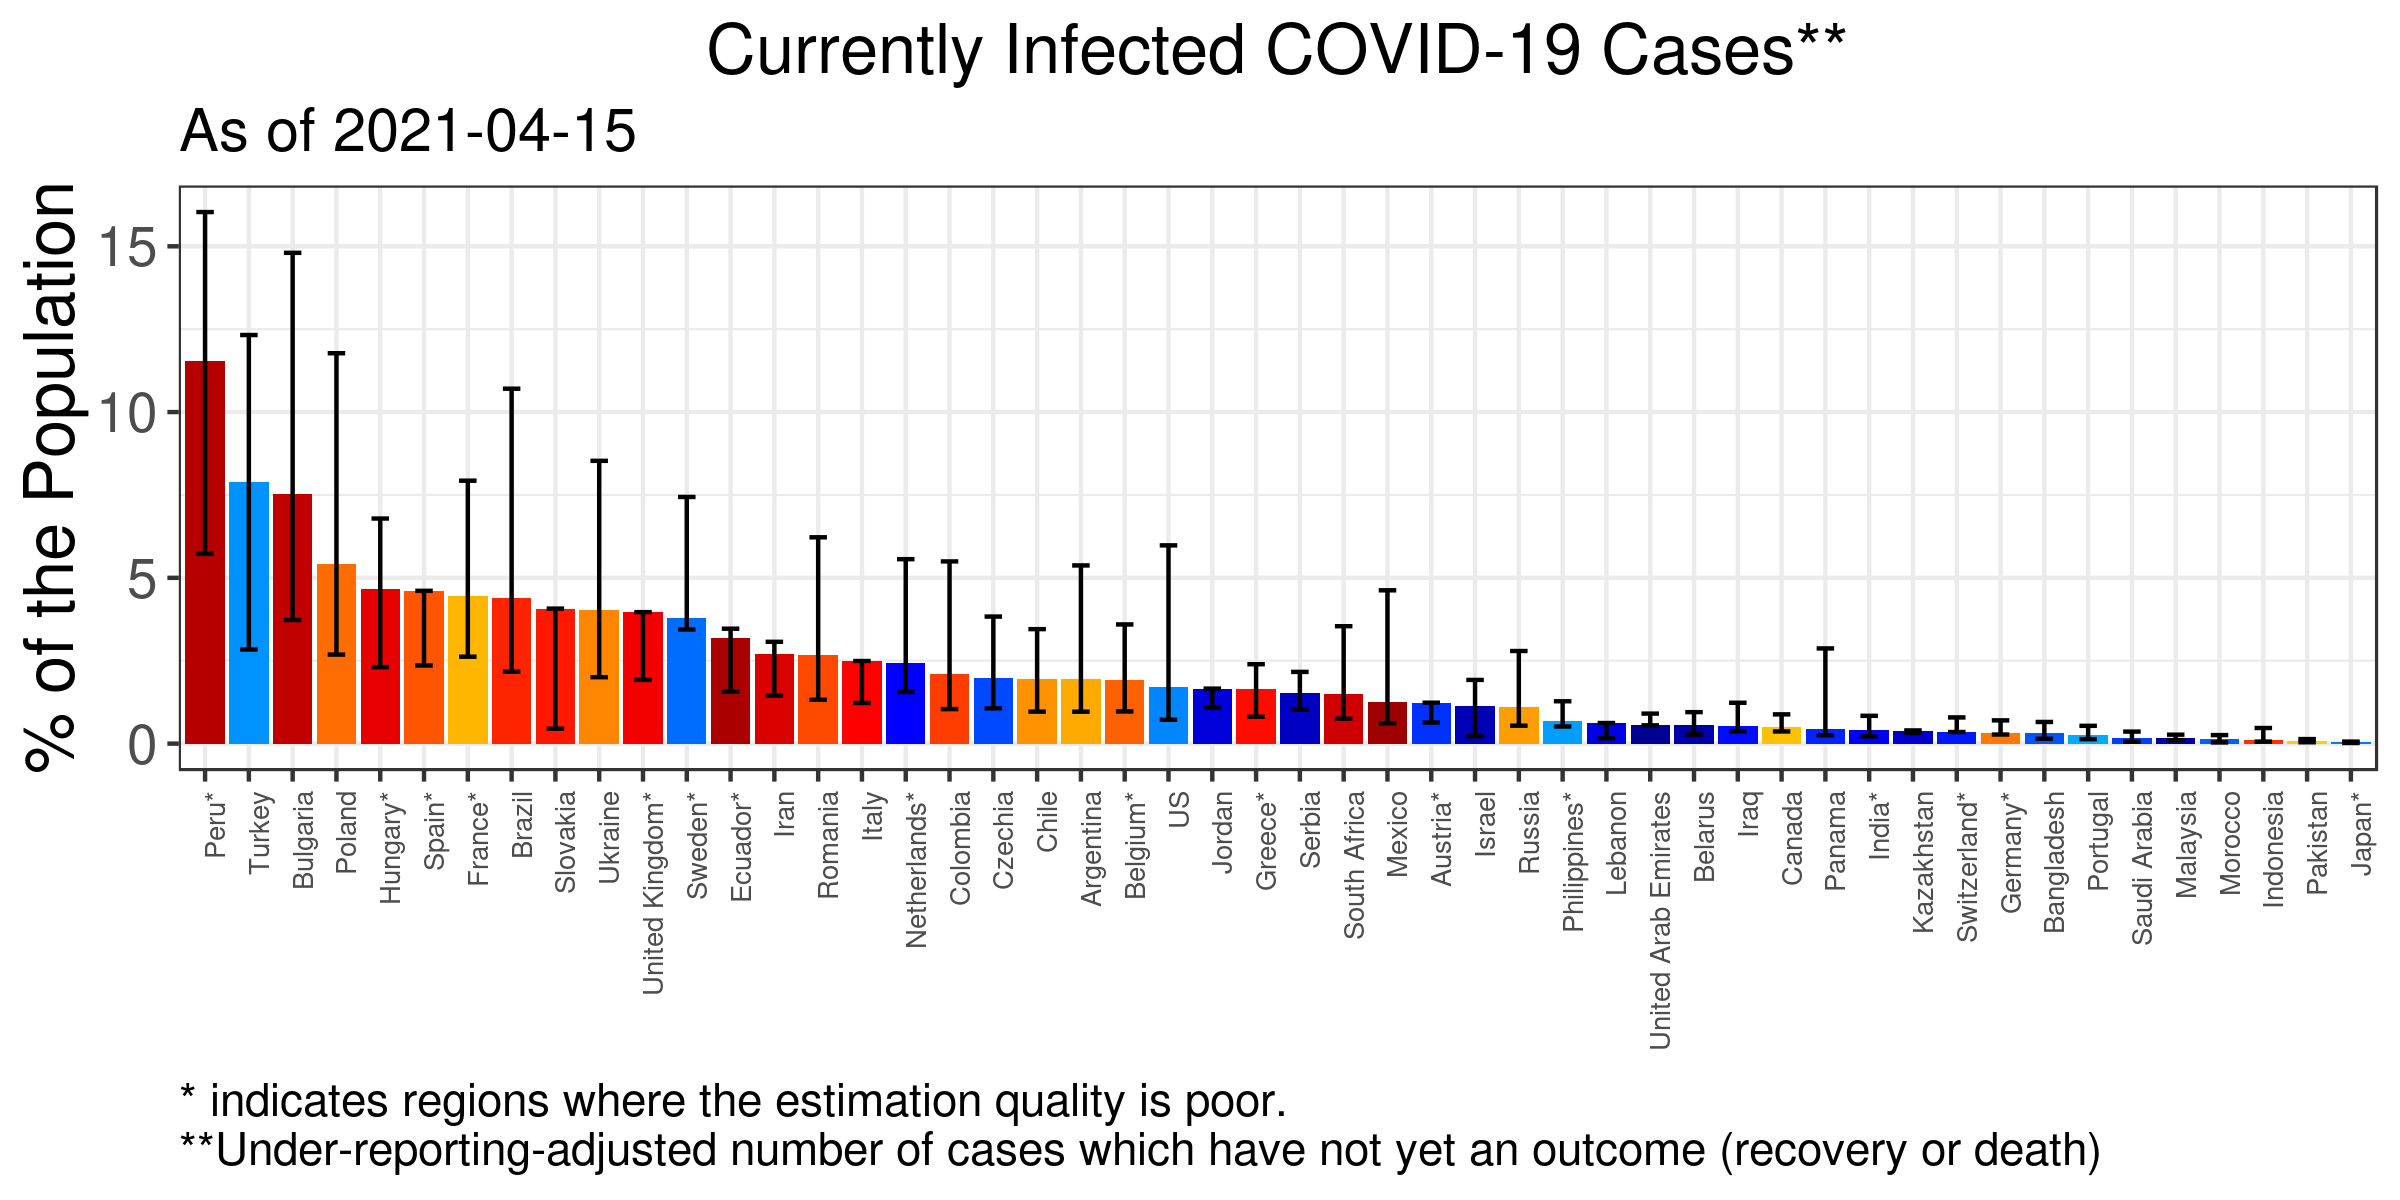 Currently Infected COVID-19 Cases**
As of 2021-04-15
% of the Population
15
10
5
0
Peru*
Turkey
Bulgaria
Poland
Hungary*
Spain*
France*
Brazil
Slovakia
Ukraine
United Kingdom*
Sweden*
Ecuador*
Iran
Romania
Italy
Netherlands*
Colombia
Czechia
Chile
Argentina
Belgium*
US
Jordan
Greece*
Serbia
South Africa
Mexico
Austria*
Israel
Russia
Philippines*
Lebanon
United Arab Emirates
Belarus
Iraq
Canada
Panama
India*
Kazakhstan
Switzerland*
Germany*
Bangladesh
Portugal
Saudi Arabia
Malaysia
Morocco
Indonesia
Pakistan
Japan*
* indicates regions where the estimation quality is poor.
**Under-reporting-adjusted number of cases which have not yet an outcome (recovery or death)